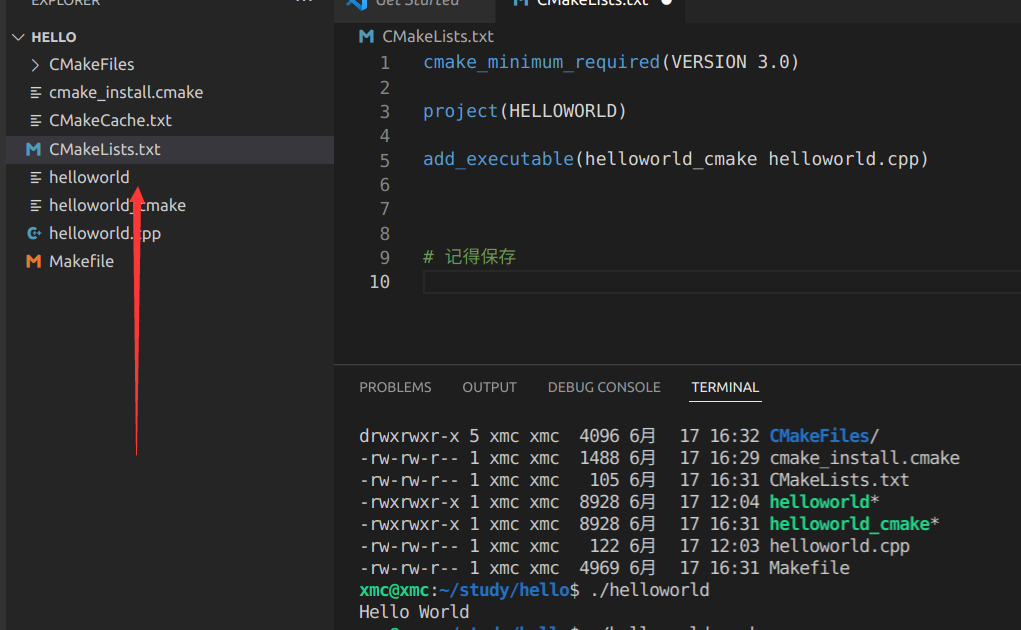 EXPLORER
HELLO
CMakeFiles
cmake_install.cmake
CMakeCache.txt
CMakeLists.txt
helloworld
helloworld_cmake
helloworld.cpp
Makefile
Get Started
CMakeLists.txt
CMakeLists.txt
1 cmake_minimum_required(VERSION 3.0)
2
3 project(HELLOWORLD)
4
5 add_executable(helloworld_cmake helloworld.cpp)
6
7
8
9 # 记得保存
10
PROBLEMS OUTPUT DEBUG CONSOLE TERMINAL
drwxrwxr-x 5 xmc xmc 4096 6月 17 16:32 CMakeFiles/
-rw-rw-r-- 1 xmc xmc 1488 6月 17 16:29 cmake_install.cmake
-rw-rw-r-- 1 xmc xmc 105 6月 17 16:31 CMakeLists.txt
-rwxrwxr-x 1 xmc xmc 8928 6月 17 12:04 helloworld*
-rwxrwxr-x 1 xmc xmc 8928 6月 17 16:31 helloworld_cmake*
-rw-rw-r-- 1 xmc xmc 122 6月 17 12:03 helloworld.cpp
-rw-rw-r-- 1 xmc xmc 4969 6月 17 16:31 Makefile
xmc@xmc:~/study/hello$ ./helloworld
Hello World